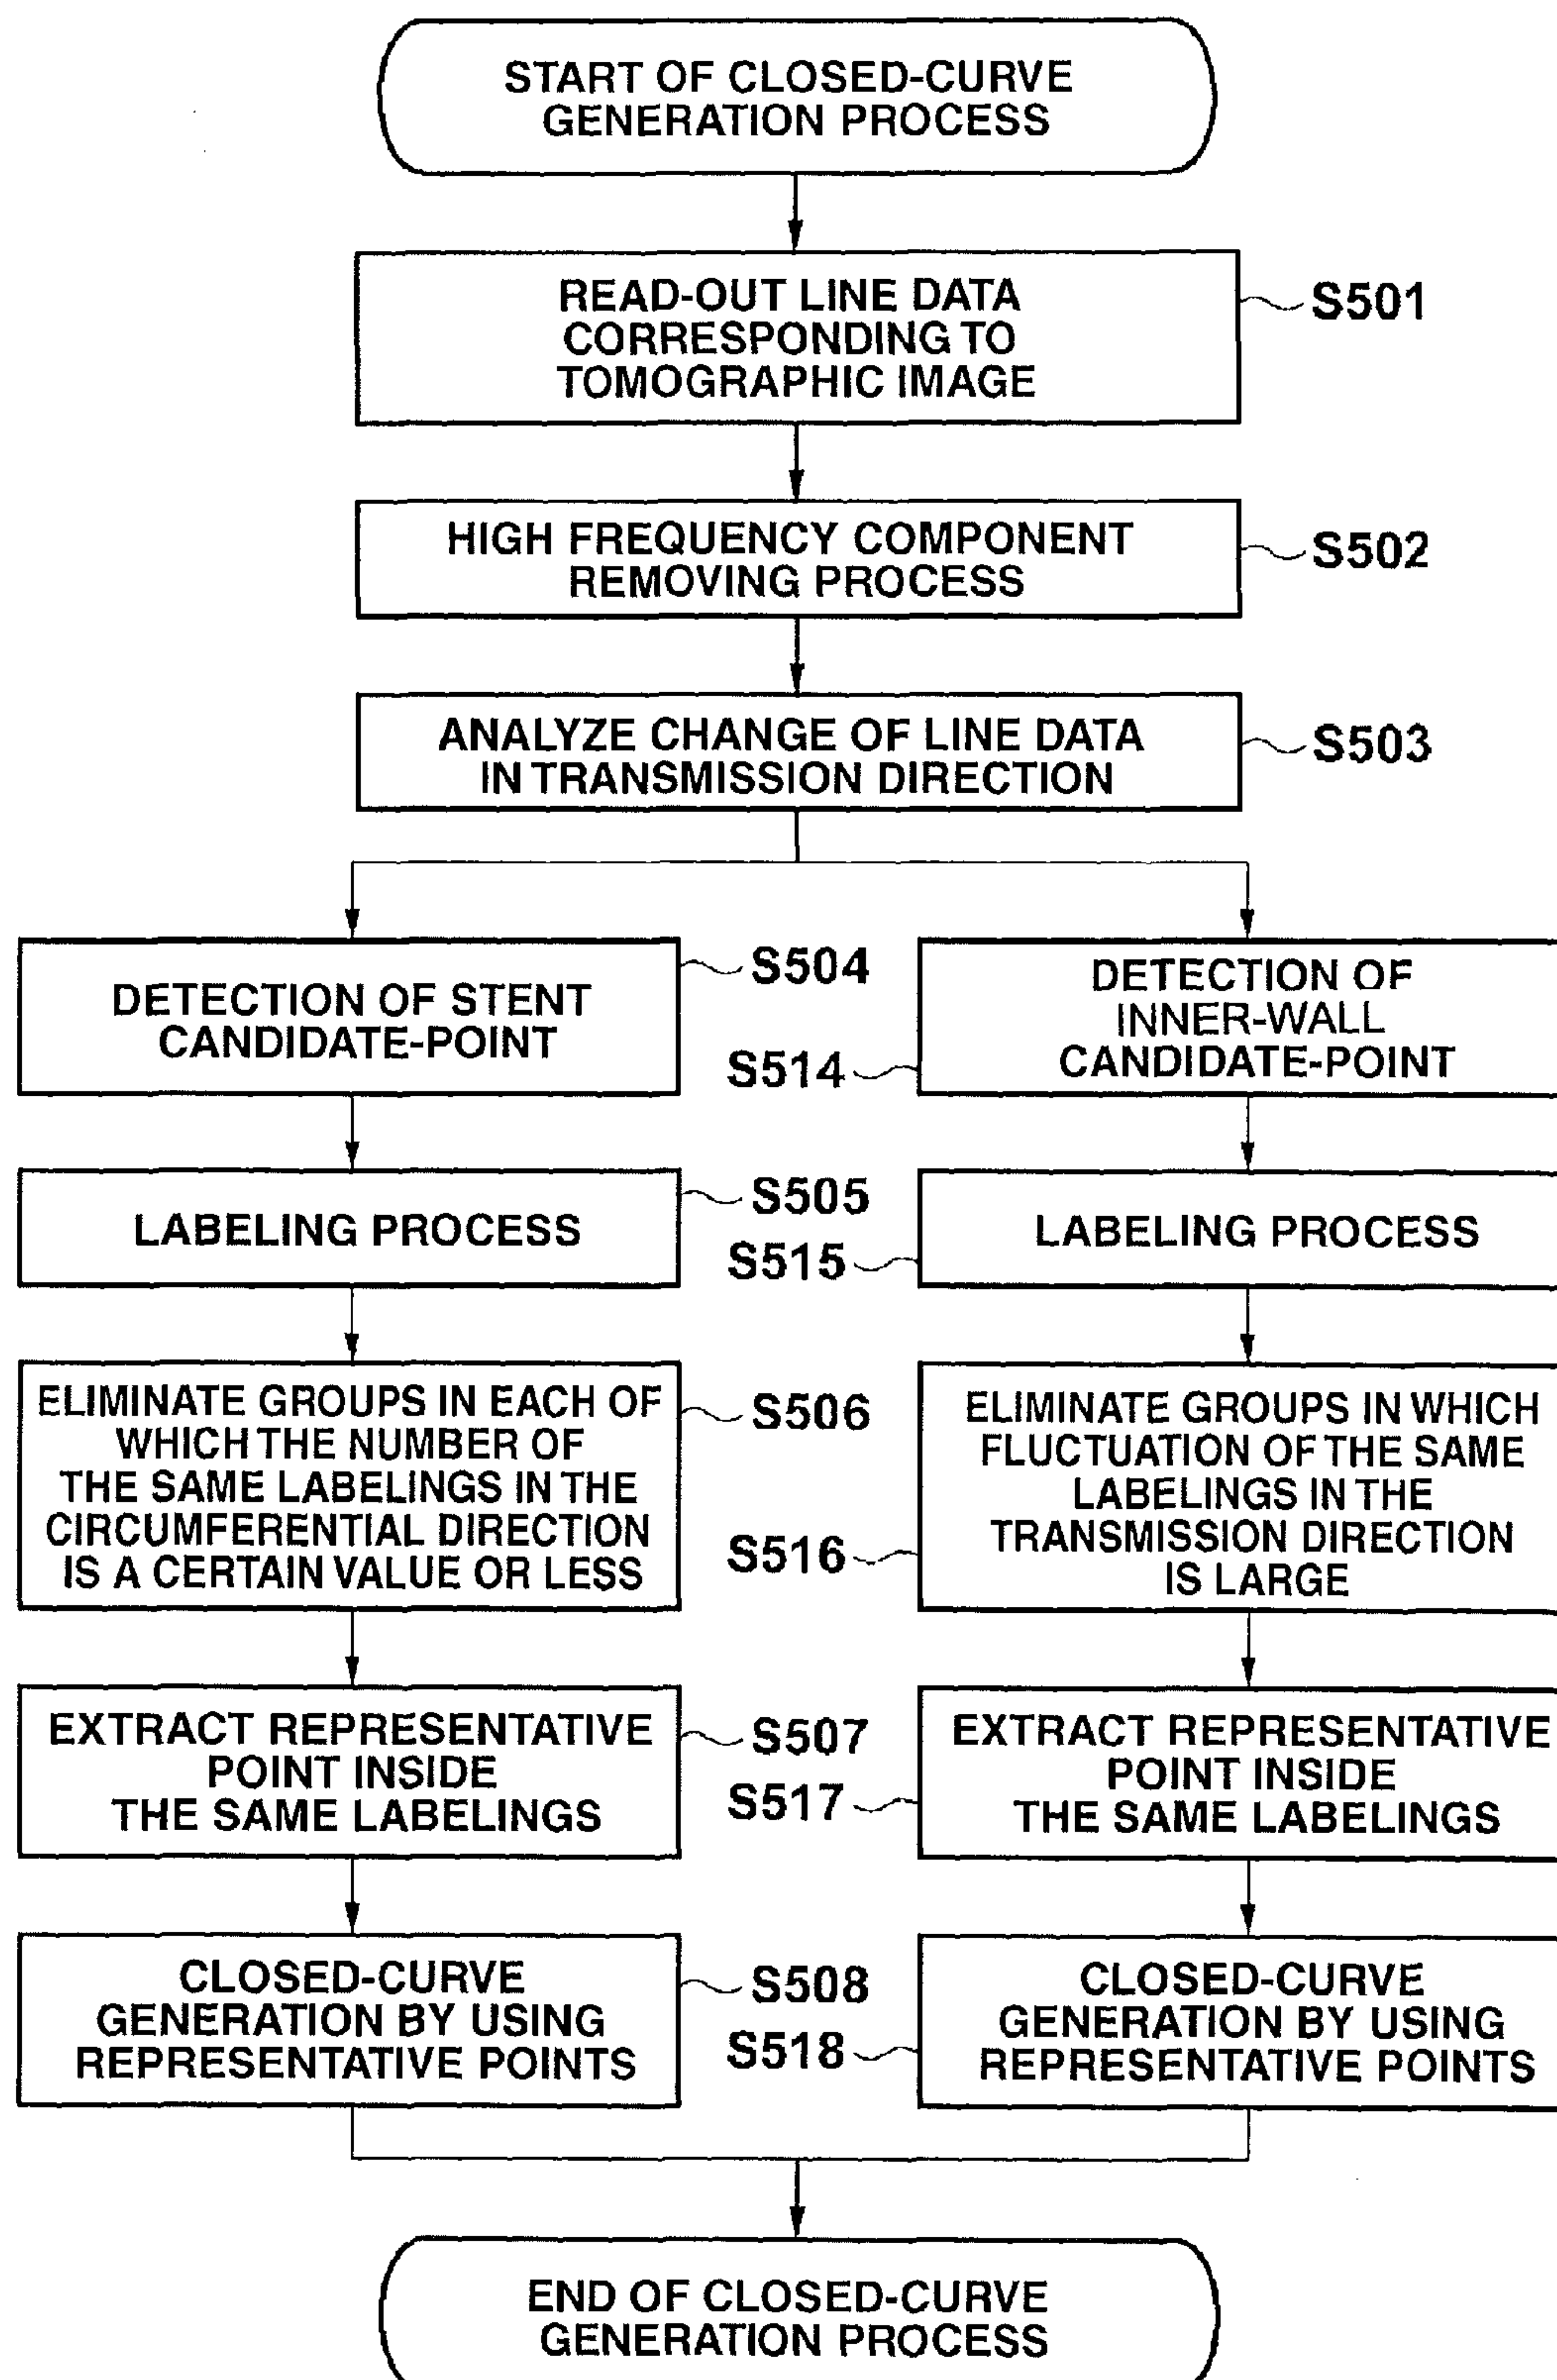 START OF CLOSED-CURVE
GENERATION PROCESS
READ-OUT LINE DATA
CORRESPONDING TO
TOMOGRAPHIC IMAGE
S501
HIGH FREQUENCY COMPONENT
REMOVING PROCESS
S502
ANALYZE CHANGE OF LINE DATA
IN TRANSMISSION DIRECTION
S503
DETECTION OF STENT
CANDIDATE-POINT
S504
DETECTION OF
INNER-WALL
CANDIDATE-POINT
S514
LABELING PROCESS
S505
LABELING PROCESS
S515
ELIMINATE GROUPS IN EACH OF
WHICH THE NUMBER OF
THE SAME LABELINGS IN THE
CIRCUMFERENTIAL DIRECTION
IS A CERTAIN VALUE OR LESS
S506
ELIMINATE GROUPS IN WHICH
FLUCTUATION OF THE SAME
LABELINGS IN THE
TRANSMISSION DIRECTION
IS LARGE
S516
EXTRACT REPRESENTATIVE
POINT INSIDE
THE SAME LABELINGS
S507
EXTRACT REPRESENTATIVE
POINT INSIDE
THE SAME LABELINGS
S517
CLOSED-CURVE
GENERATION BY USING
REPRESENTATIVE POINTS
S508
CLOSED-CURVE
GENERATION BY USING
REPRESENTATIVE POINTS
S518
END OF CLOSED-CURVE
GENERATION PROCESS